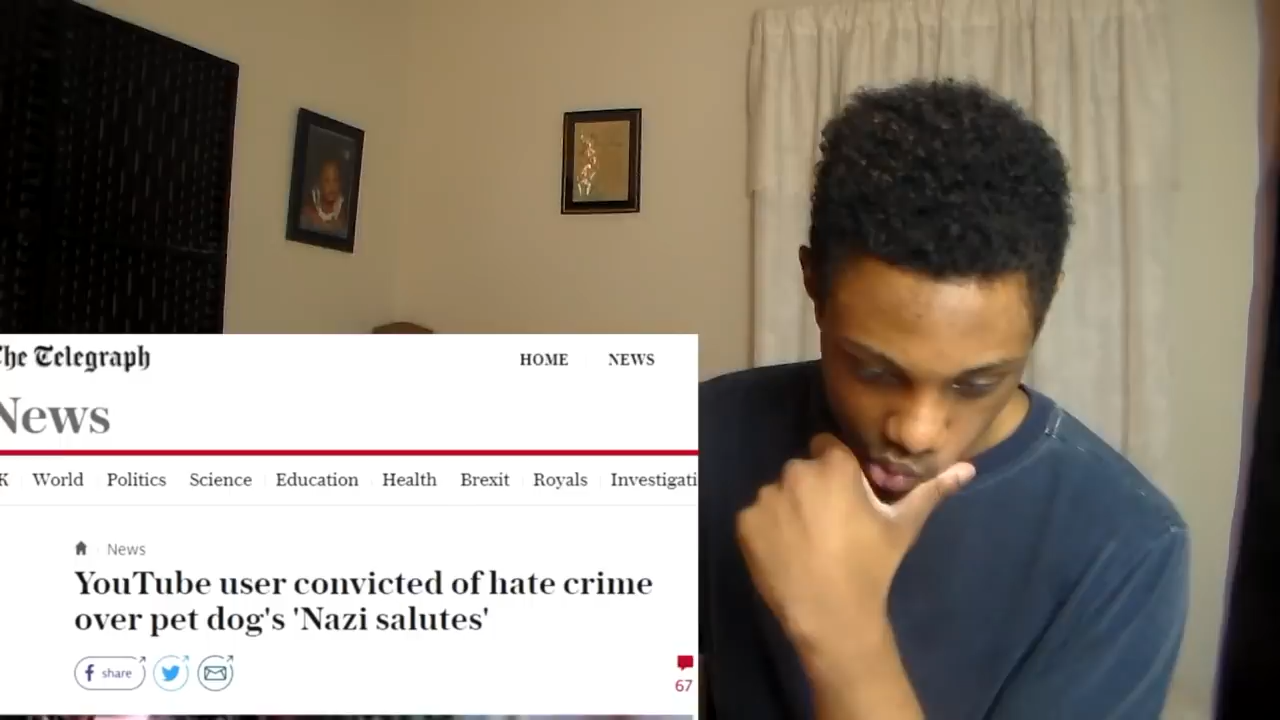 The Telegraph
HOME NEWS
News
K World Politics Science Education Health Brexit Royals Investigati
News
YouTube user convicted of hate crime
over pet dog's 'Nazi salutes'
share
67